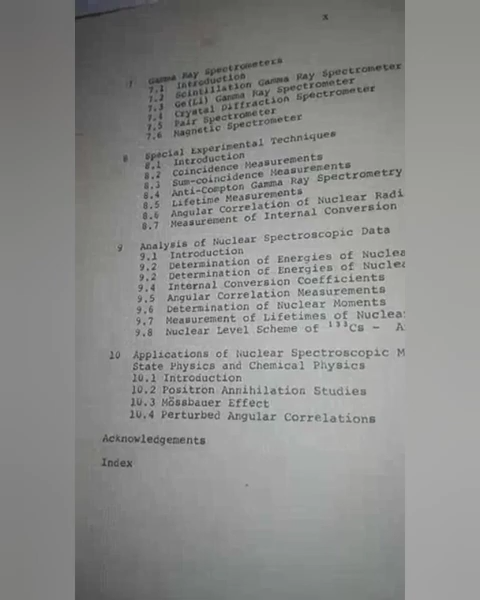 x
7 Gamma Ray Spectrometers
7.1 Introduction
7.2 Scintillation Gamma Ray Spectrometer
7.3 Ge(Li) Gamma Ray Spectrometer
7.4 Crystal Diffraction Spectrometer
7.5 Pair Spectrometer
7.6 Magnetic Spectrometer
8 Special Experimental Techniques
8.1 Introduction
8.2 Coincidence Measurements
8.3 Sum-coincidence Measurements
8.4 Anti-Compton Gamma Ray Spectrometry
8.5 Lifetime Measurements
8.6 Angular Correlation of Nuclear Radi
8.7 Measurement of Internal Conversion
9 Analysis of Nuclear Spectroscopic Data
9.1 Introduction
9.2 Determination of Energies of Nuclea
9.2 Determination of Energies of Nuclea
9.4 Internal Conversion Coefficients
9.5 Angular Correlation Measurements
9.6 Determination of Nuclear Moments
9.7 Measurement of Lifetimes of Nuclea
9.8 Nuclear Level Scheme of ¹³³Cs - A
10 Applications of Nuclear Spectroscopic M
State Physics and Chemical Physics
10.1 Introduction
10.2 Positron Annihilation Studies
10.3 Mössbauer Effect
10.4 Perturbed Angular Correlations
Acknowledgements
Index